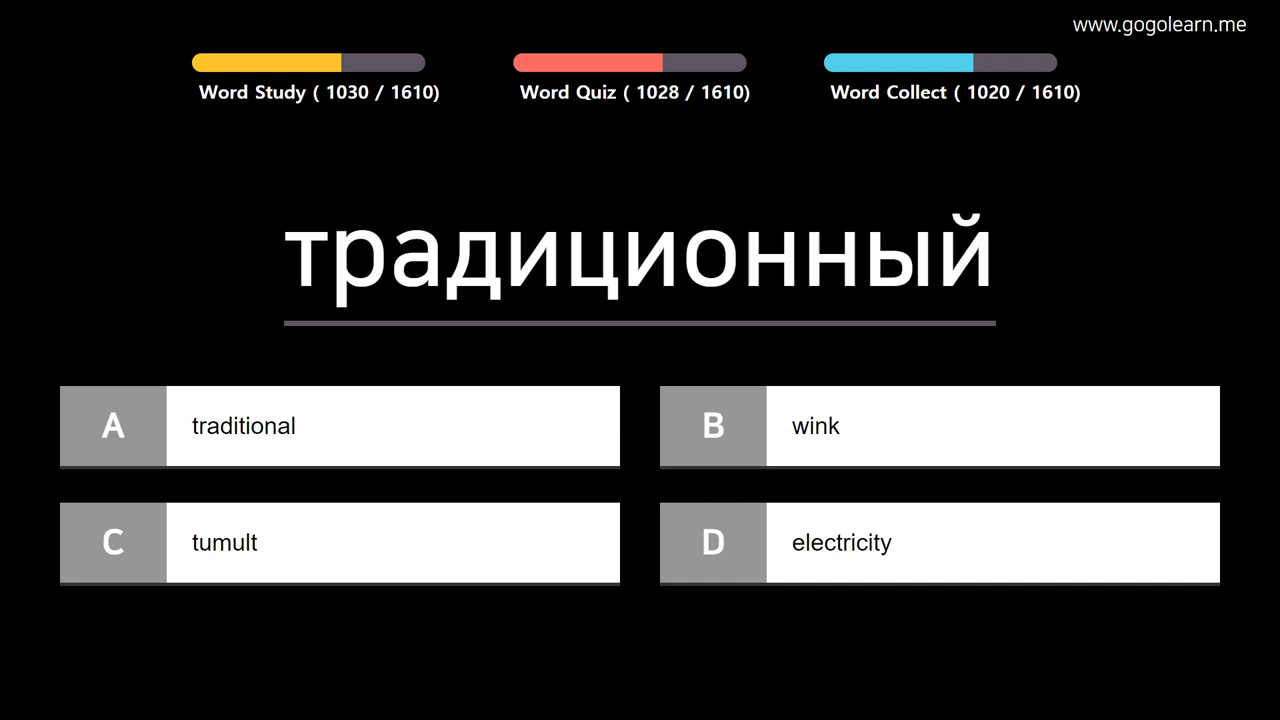 www.gogolearn.me
Word Study ( 1030 / 1610)
Word Quiz ( 1028 / 1610)
Word Collect ( 1020 / 1610)
традиционный
A traditional
B wink
C tumult
D electricity